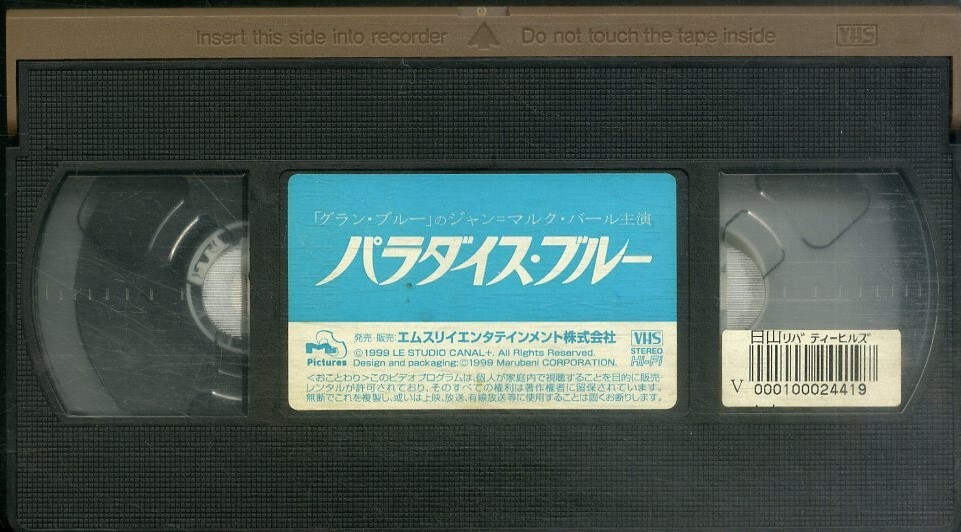 Insert this side into recorder Do not touch the tape inside VHS
「グラン・ブルー」のジャン=マルク・バール主演
パラダイス・ブルー
M3 Pictures
発売・販売:エムスリイエンタテインメント株式会社
©1999 LE STUDIO CANAL+. All Rights Reserved.
Design and packaging:©1999 Marubeni CORPORATION.
VHS
STEREO
HI-FI
<おことわり>このビデオプログラムは、個人が家庭内で視聴することを目的に販売
レンタルが許可されており、そのすべての権利は著作権者に留保されています。
無断でこれを複製し、或いは上映、放送、有線放送等に使用することは固くお断りします。
リバティーヒルズ
V 000100024419